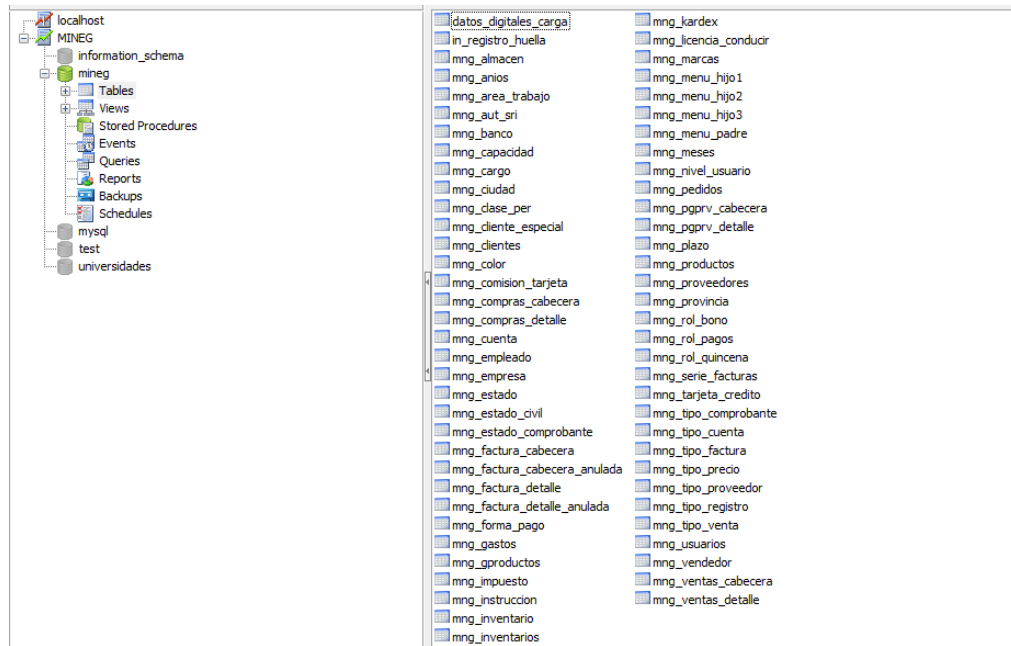 localhost
MINEG
information_schema
mineg
Tables
Views
Stored Procedures
Events
Queries
Reports
Backups
Schedules
mysql
test
universidades
datos_digitales_carga
in_registro_huella
mng_almacen
mng_anios
mng_area_trabajo
mng_aut_sri
mng_banco
mng_capacidad
mng_cargo
mng_ciudad
mng_clase_per
mng_cliente_especial
mng_clientes
mng_color
mng_comision_tarjeta
mng_compras_cabecera
mng_compras_detalle
mng_cuenta
mng_empleado
mng_empresa
mng_estado
mng_estado_civil
mng_estado_comprobante
mng_factura_cabecera
mng_factura_cabecera_anulada
mng_factura_detalle
mng_factura_detalle_anulada
mng_forma_pago
mng_gastos
mng_gproductos
mng_impuesto
mng_instruccion
mng_inventario
mng_inventarios
mng_kardex
mng_licencia_conducir
mng_marcas
mng_menu_hijo1
mng_menu_hijo2
mng_menu_hijo3
mng_menu_padre
mng_meses
mng_nivel_usuario
mng_pedidos
mng_pgprv_cabecera
mng_pgprv_detalle
mng_plazo
mng_productos
mng_proveedores
mng_provincia
mng_rol_bono
mng_rol_pagos
mng_rol_quincena
mng_serie_facturas
mng_tarjeta_credito
mng_tipo_comprobante
mng_tipo_cuenta
mng_tipo_factura
mng_tipo_precio
mng_tipo_proveedor
mng_tipo_registro
mng_tipo_venta
mng_usuarios
mng_vendedor
mng_ventas_cabecera
mng_ventas_detalle